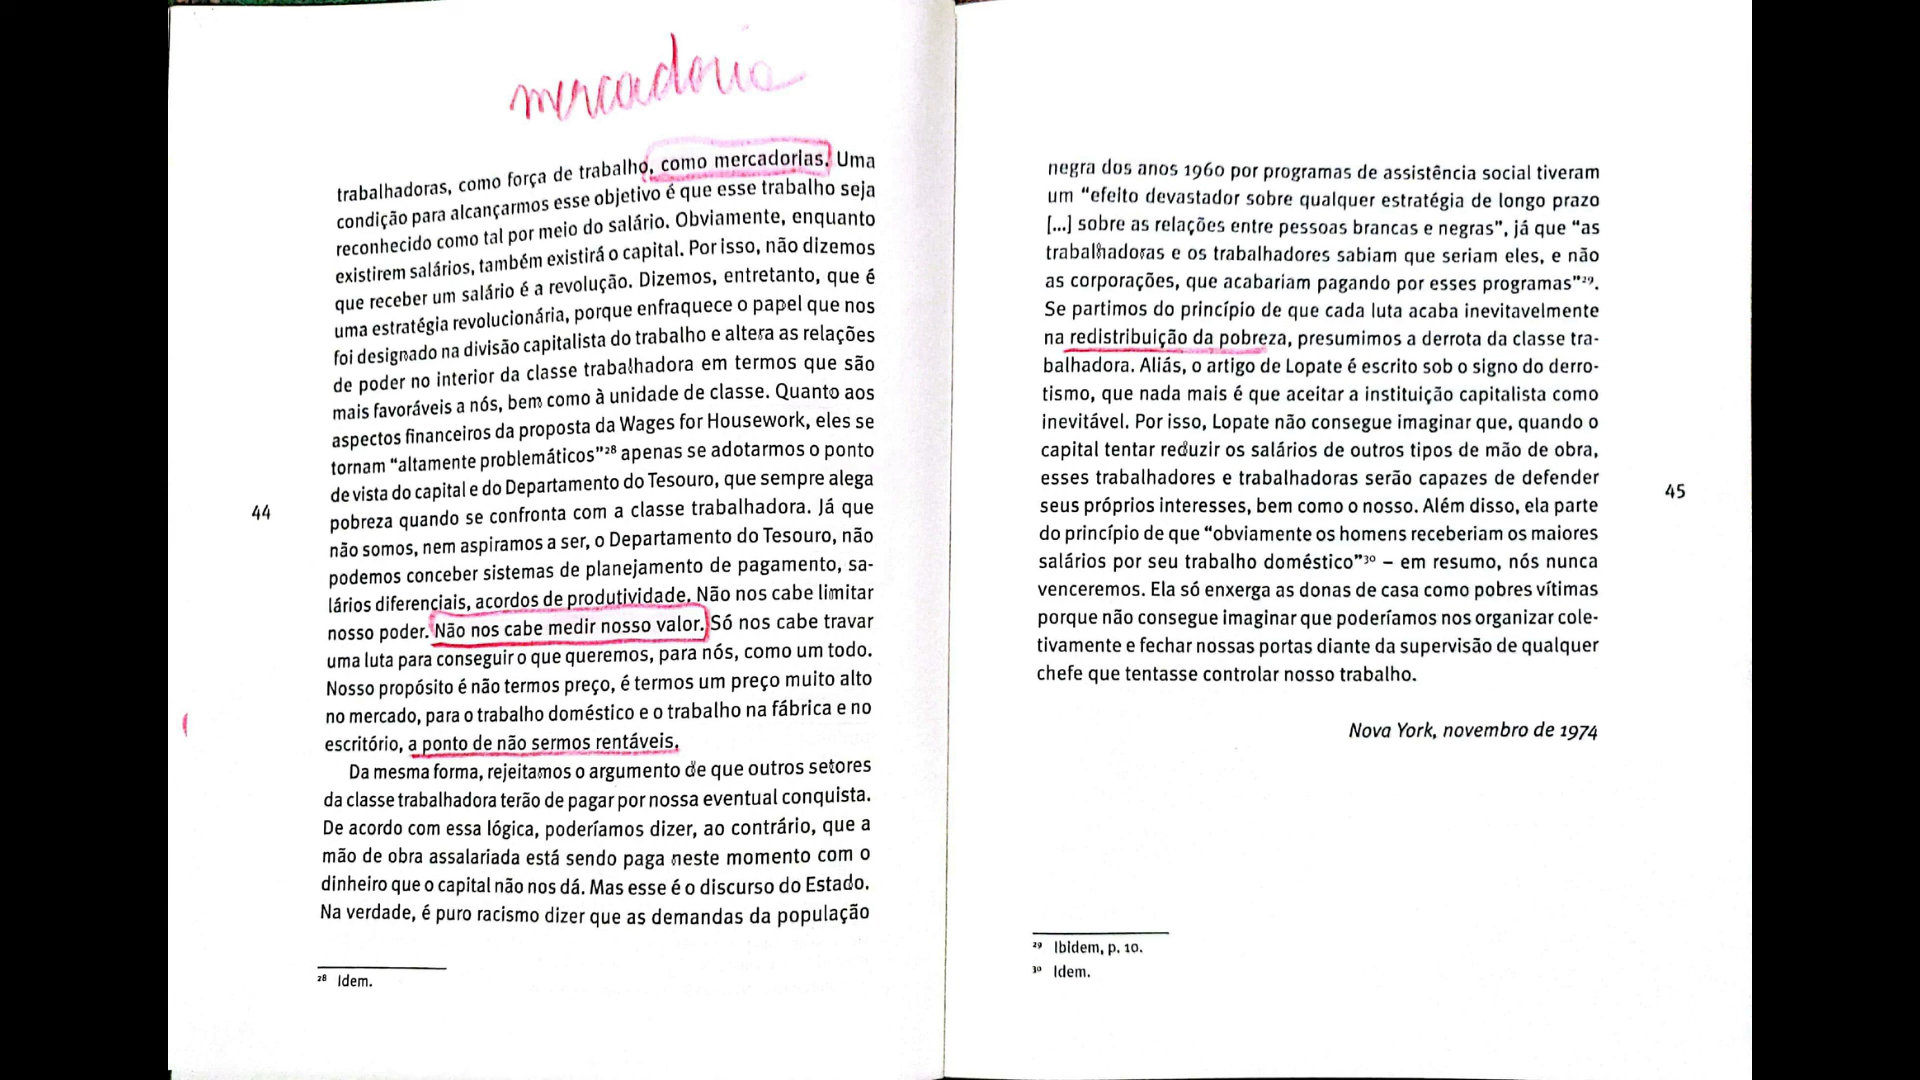 mercadoria
trabalhadoras, como força de trabalho, como mercadorias. Uma
condição para alcançarmos esse objetivo é que esse trabalho seja
reconhecido como tal por meio do salário. Obviamente, enquanto
existirem salários, também existirá o capital. Por isso, não dizemos
que receber um salário é a revolução. Dizemos, entretanto, que é
uma estratégia revolucionária, porque enfraquece o papel que nos
foi designado na divisão capitalista do trabalho e altera as relações
de poder no interior da classe trabalhadora em termos que são
mais favoráveis a nós, bem como à unidade de classe. Quanto aos
aspectos financeiros da proposta da Wages for Housework, eles se
tornam “altamente problemáticos”²⁸ apenas se adotarmos o ponto
de vista do capital e do Departamento do Tesouro, que sempre alega
pobreza quando se confronta com a classe trabalhadora. Já que
não somos, nem aspiramos a ser, o Departamento do Tesouro, não
podemos conceber sistemas de planejamento de pagamento, sa-
lários diferenciais, acordos de produtividade. Não nos cabe limitar
nosso poder. Não nos cabe medir nosso valor. Só nos cabe travar
uma luta para conseguir o que queremos, para nós, como um todo.
Nosso propósito é não termos preço, é termos um preço muito alto
no mercado, para o trabalho doméstico e o trabalho na fábrica e no
escritório, a ponto de não sermos rentáveis.
Da mesma forma, rejeitamos o argumento de que outros setores
da classe trabalhadora terão de pagar por nossa eventual conquista.
De acordo com essa lógica, poderíamos dizer, ao contrário, que a
mão de obra assalariada está sendo paga neste momento com o
dinheiro que o capital não nos dá. Mas esse é o discurso do Estado.
Na verdade, é puro racismo dizer que as demandas da população
44
²⁸ Idem.
negra dos anos 1960 por programas de assistência social tiveram
um “efeito devastador sobre qualquer estratégia de longo prazo
[...] sobre as relações entre pessoas brancas e negras”, já que “as
trabalhadoras e os trabalhadores sabiam que seriam eles, e não
as corporações, que acabariam pagando por esses programas”²⁹.
Se partimos do princípio de que cada luta acaba inevitavelmente
na redistribuição da pobreza, presumimos a derrota da classe tra-
balhadora. Aliás, o artigo de Lopate é escrito sob o signo do derro-
tismo, que nada mais é que aceitar a instituição capitalista como
inevitável. Por isso, Lopate não consegue imaginar que, quando o
capital tentar reduzir os salários de outros tipos de mão de obra,
esses trabalhadores e trabalhadoras serão capazes de defender
seus próprios interesses, bem como o nosso. Além disso, ela parte
do princípio de que “obviamente os homens receberiam os maiores
salários por seu trabalho doméstico”³⁰ – em resumo, nós nunca
venceremos. Ela só enxerga as donas de casa como pobres vítimas
porque não consegue imaginar que poderíamos nos organizar cole-
tivamente e fechar nossas portas diante da supervisão de qualquer
chefe que tentasse controlar nosso trabalho.
Nova York, novembro de 1974
45
²⁹ Ibidem, p. 10.
³⁰ Idem.